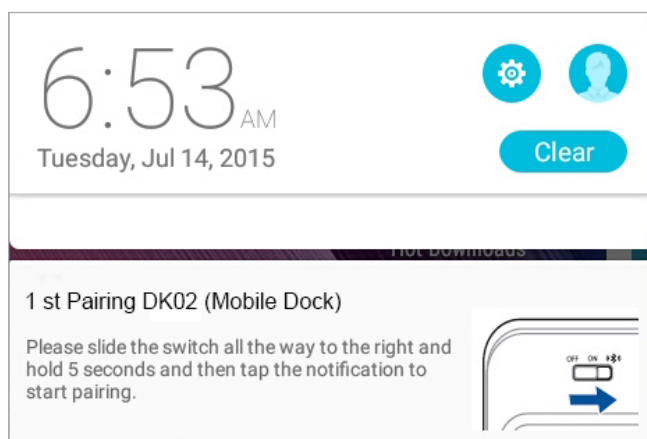 6:53 AM
Tuesday, Jul 14, 2015
Clear
Hot Downloads
1 st Pairing DK02 (Mobile Dock)
Please slide the switch all the way to the right and
hold 5 seconds and then tap the notification to
start pairing.
OFF ON